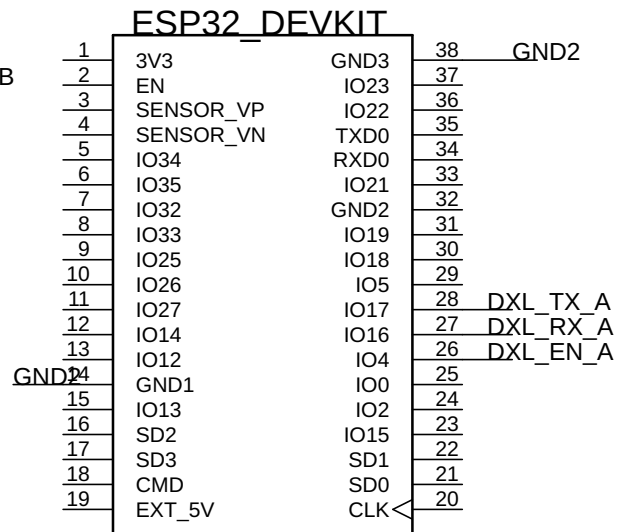 ESP32_DEVKIT
1 3V3 GND3 38 GND2
B
2 EN IO23 37
3 SENSOR_VP IO22 36
4 SENSOR_VN TXD0 35
5 IO34 RXD0 34
6 IO35 IO21 33
7 IO32 GND2 32
8 IO33 IO19 31
9 IO25 IO18 30
10 IO26 IO5 29
11 IO27 IO17 28 DXL_TX_A
12 IO14 IO16 27 DXL_RX_A
13 IO12 IO4 26 DXL_EN_A
GND2 14 GND1 IO0 25
15 IO13 IO2 24
16 SD2 IO15 23
17 SD3 SD1 22
18 CMD SD0 21
19 EXT_5V CLK 20